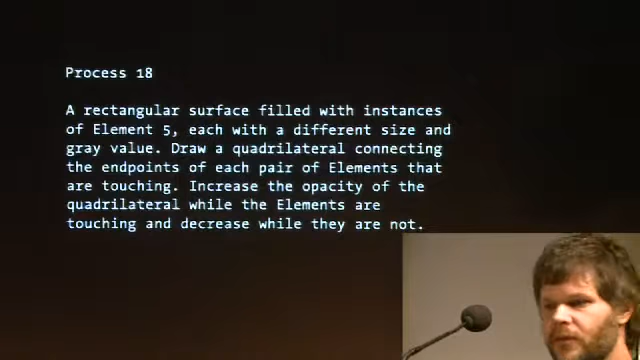 Process 18
A rectangular surface filled with instances
of Element 5, each with a different size and
gray value. Draw a quadrilateral connecting
the endpoints of each pair of Elements that
are touching. Increase the opacity of the
quadrilateral while the Elements are
touching and decrease while they are not.